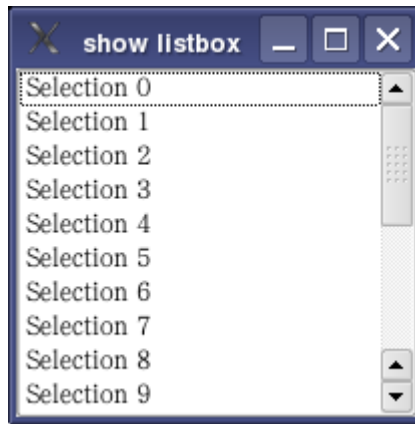 show listbox
Selection 0
Selection 1
Selection 2
Selection 3
Selection 4
Selection 5
Selection 6
Selection 7
Selection 8
Selection 9